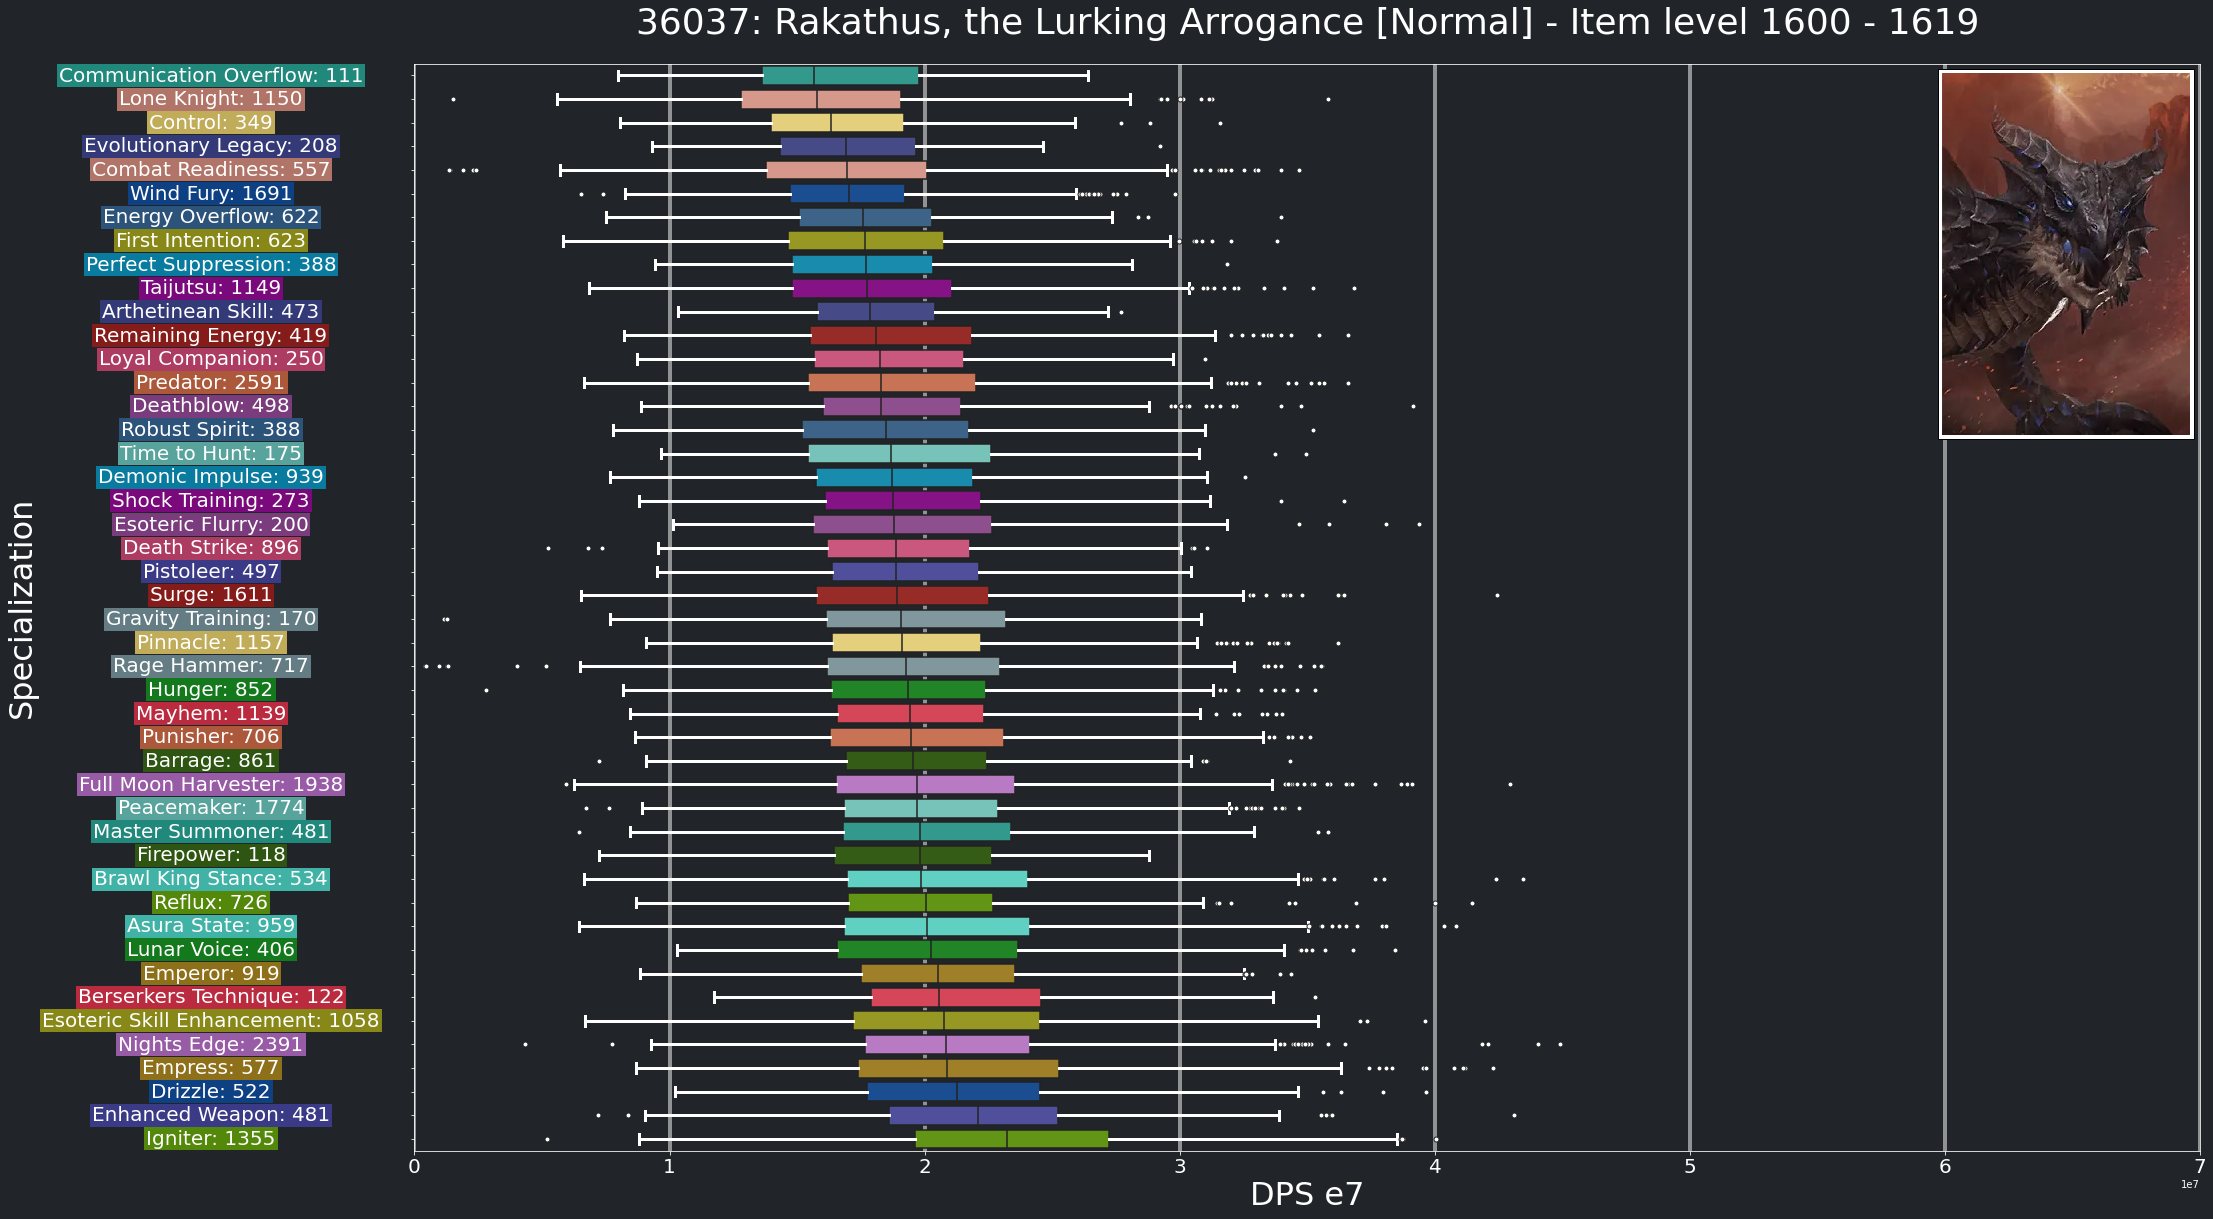 36037: Rakathus, the Lurking Arrogance [Normal] - Item level 1600 - 1619
Communication Overflow: 111
Lone Knight: 1150
Control: 349
Evolutionary Legacy: 208
Combat Readiness: 557
Wind Fury: 1691
Energy Overflow: 622
First Intention: 623
Perfect Suppression: 388
Taijutsu: 1149
Arthetinean Skill: 473
Remaining Energy: 419
Loyal Companion: 250
Predator: 2591
Deathblow: 498
Robust Spirit: 388
Time to Hunt: 175
Demonic Impulse: 939
Shock Training: 273
Esoteric Flurry: 200
Death Strike: 896
Pistoleer: 497
Surge: 1611
Gravity Training: 170
Pinnacle: 1157
Rage Hammer: 717
Hunger: 852
Mayhem: 1139
Punisher: 706
Barrage: 861
Full Moon Harvester: 1938
Peacemaker: 1774
Master Summoner: 481
Firepower: 118
Brawl King Stance: 534
Reflux: 726
Asura State: 959
Lunar Voice: 406
Emperor: 919
Berserkers Technique: 122
Esoteric Skill Enhancement: 1058
Nights Edge: 2391
Empress: 577
Drizzle: 522
Enhanced Weapon: 481
Igniter: 1355
Specialization
0 1 2 3 4 5 6 7
1e7
DPS e7